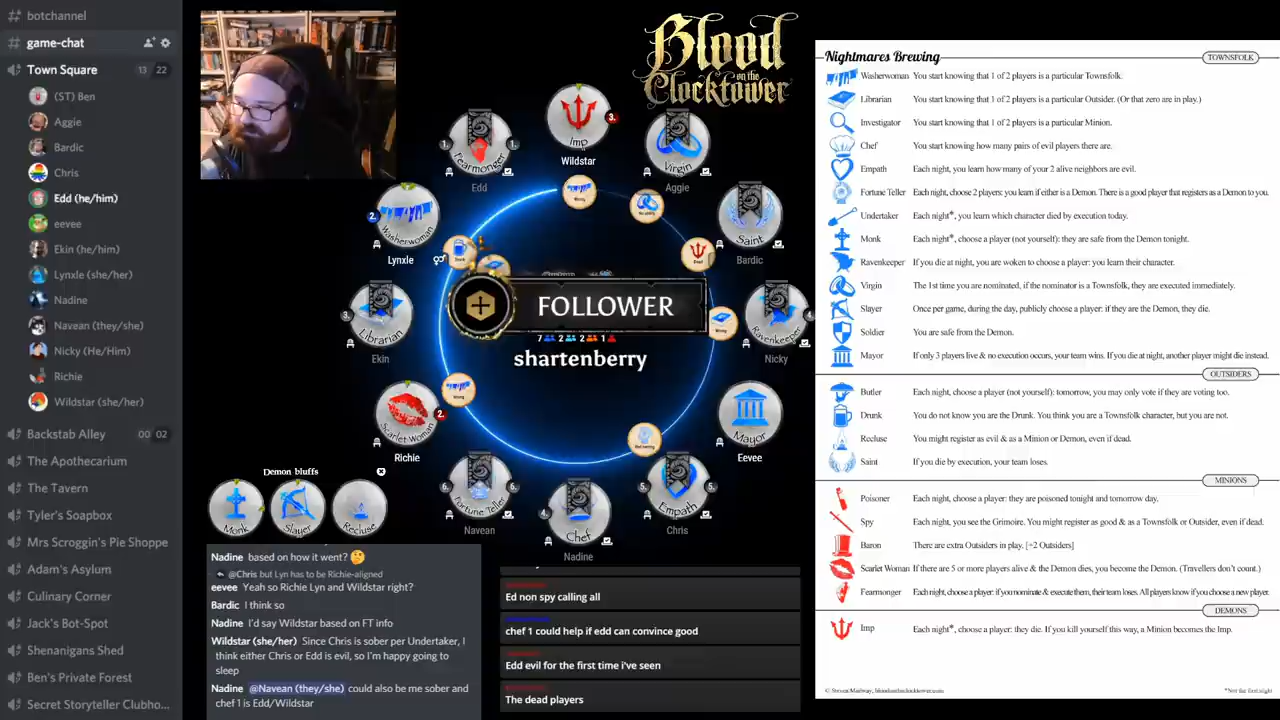 # botchannel
# game-chat
Town Square 13 22
(ST) Ben
Aggie
Bardic
Chris
Edd (he/him)
eevee
Ekin (he/him)
Lynxle (she/her)
Nadine
Navean (they/she)
Nicky (He/Him)
Richie
Wildstar (she/her)
Backstab Alley 00 02
The Apothecarium
The Tavern
Tyler's Soapbox
Mrs Scroggin's Pie Shoppe
Adam's Asylum
Culinary Corner
Jack's Bot-Spot
Shenanigans Shed
Ben's Private Forest
Secret Storyteller Clubho...
Blood
on the
Clocktower
Fearmonger
Edd
Imp
3.
Wildstar
Virgin
Aggie
Saint
Bardic
Ravenkeeper
Nicky
Mayor
Eevee
Empath
5.
5.
Chris
Chef
4.
Nadine
Fortune Teller
6.
6.
Navean
Scarlet Woman
2.
Richie
Librarian
3.
Ekin
Washerwoman
2.
Lynxle
FOLLOWER
7 2 2 1
shartenberry
Demon bluffs
Monk
Slayer
Recluse
Nadine based on how it went? 🤔
@Chris but Lyn has to be Richie-aligned
eevee Yeah so Richie Lyn and Wildstar right?
Bardic I think so
Nadine I'd say Wildstar based on FT info
Wildstar (she/her) Since Chris is sober per Undertaker, I
think either Chris or Edd is evil, so I'm happy going to
sleep
Nadine @Navean (they/she) could also be me sober and
chef 1 is Edd/Wildstar
Ed non spy calling all
chef 1 could help if edd can convince good
Edd evil for the first time i've seen
The dead players
Nightmares Brewing
TOWNSFOLK
Washerwoman You start knowing that 1 of 2 players is a particular Townsfolk.
Librarian You start knowing that 1 of 2 players is a particular Outsider. (Or that zero are in play.)
Investigator You start knowing that 1 of 2 players is a particular Minion.
Chef You start knowing how many pairs of evil players there are.
Empath Each night, you learn how many of your 2 alive neighbors are evil.
Fortune Teller Each night, choose 2 players: you learn if either is a Demon. There is a good player that registers as a Demon to you.
Undertaker Each night*, you learn which character died by execution today.
Monk Each night*, choose a player (not yourself): they are safe from the Demon tonight.
Ravenkeeper If you die at night, you are woken to choose a player: you learn their character.
Virgin The 1st time you are nominated, if the nominator is a Townsfolk, they are executed immediately.
Slayer Once per game, during the day, publicly choose a player: if they are the Demon, they die.
Soldier You are safe from the Demon.
Mayor If only 3 players live & no execution occurs, your team wins. If you die at night, another player might die instead.
OUTSIDERS
Butler Each night, choose a player (not yourself): tomorrow, you may only vote if they are voting too.
Drunk You do not know you are the Drunk. You think you are a Townsfolk character, but you are not.
Recluse You might register as evil & as a Minion or Demon, even if dead.
Saint If you die by execution, your team loses.
MINIONS
Poisoner Each night, choose a player: they are poisoned tonight and tomorrow day.
Spy Each night, you see the Grimoire. You might register as good & as a Townsfolk or Outsider, even if dead.
Baron There are extra Outsiders in play. [+2 Outsiders]
Scarlet Woman If there are 5 or more players alive & the Demon dies, you become the Demon. (Travellers don't count.)
Fearmonger Each night, choose a player: if you nominate & execute them, their team loses. All players know if you choose a new player.
DEMONS
Imp Each night*, choose a player: they die. If you kill yourself this way, a Minion becomes the Imp.
*Not the first night